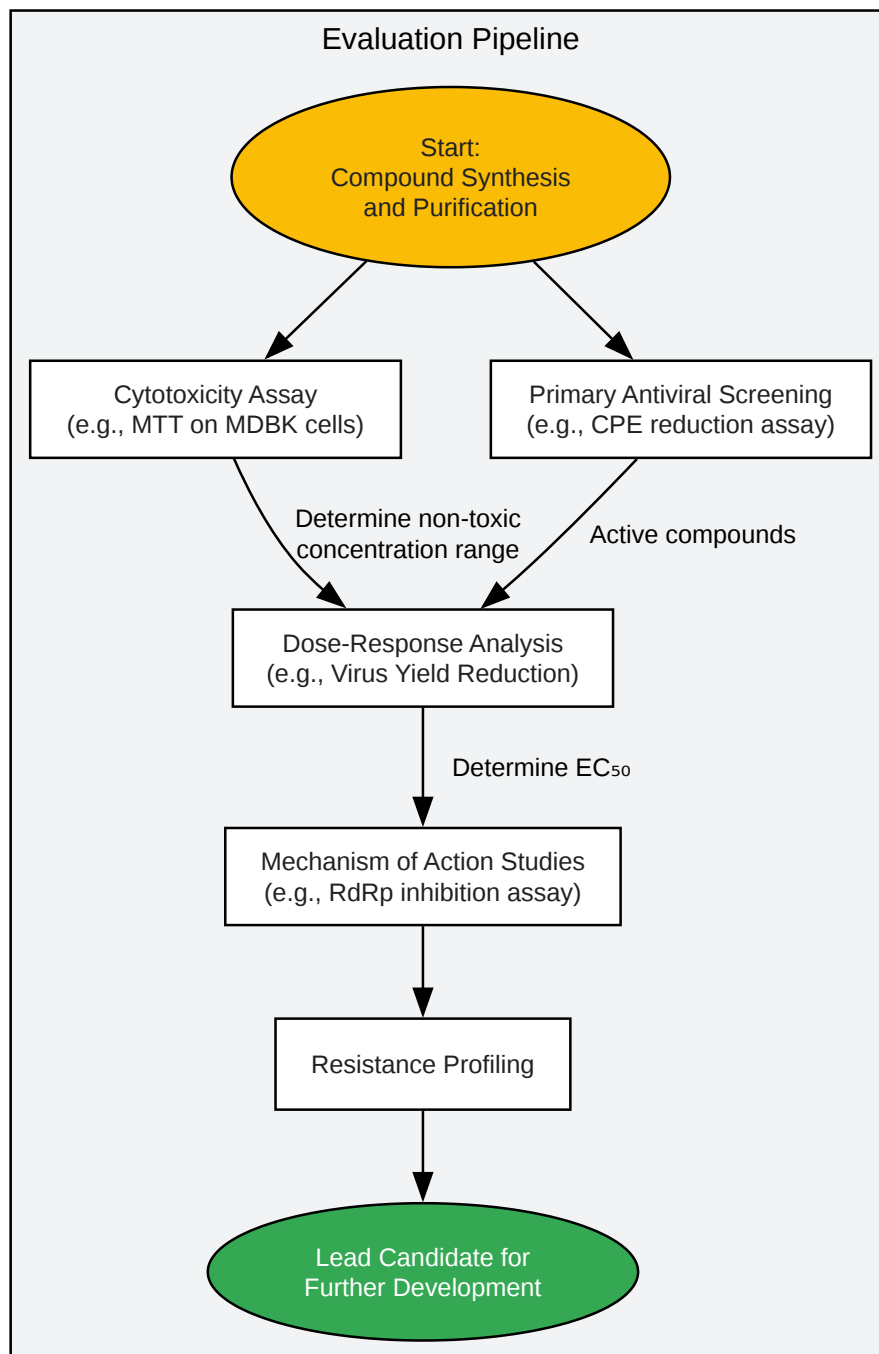 Evaluation Pipeline
Start:
Compound Synthesis
and Purification
Cytotoxicity Assay
(e.g., MTT on MDBK cells)
Primary Antiviral Screening
(e.g., CPE reduction assay)
Determine non-toxic
concentration range
Active compounds
Dose-Response Analysis
(e.g., Virus Yield Reduction)
Determine EC₅₀
Mechanism of Action Studies
(e.g., RdRp inhibition assay)
Resistance Profiling
Lead Candidate for
Further Development